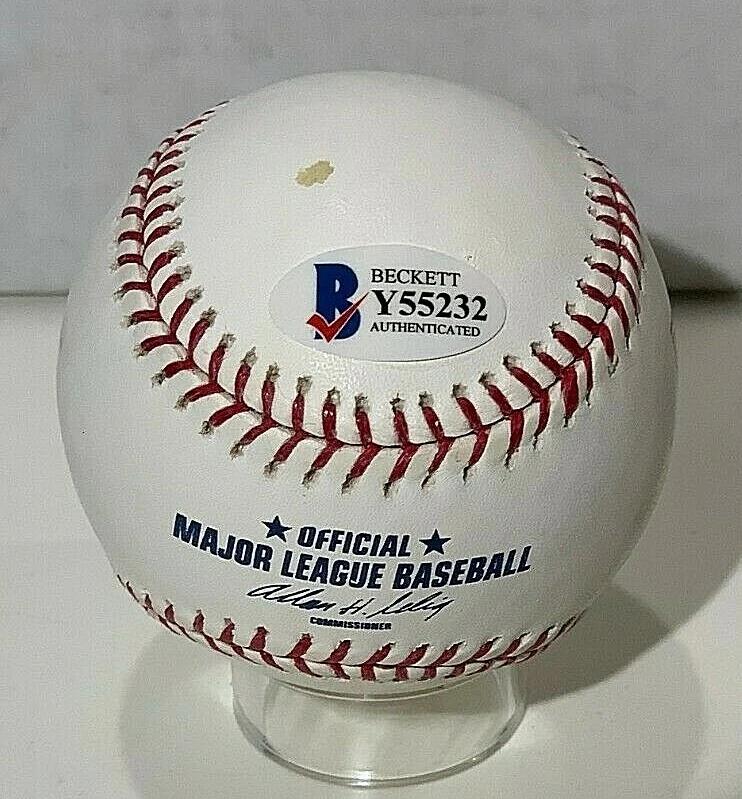 B BECKETT
Y55232
AUTHENTICATED
★ OFFICIAL ★
MAJOR LEAGUE BASEBALL
Allan H. Selig
COMMISSIONER